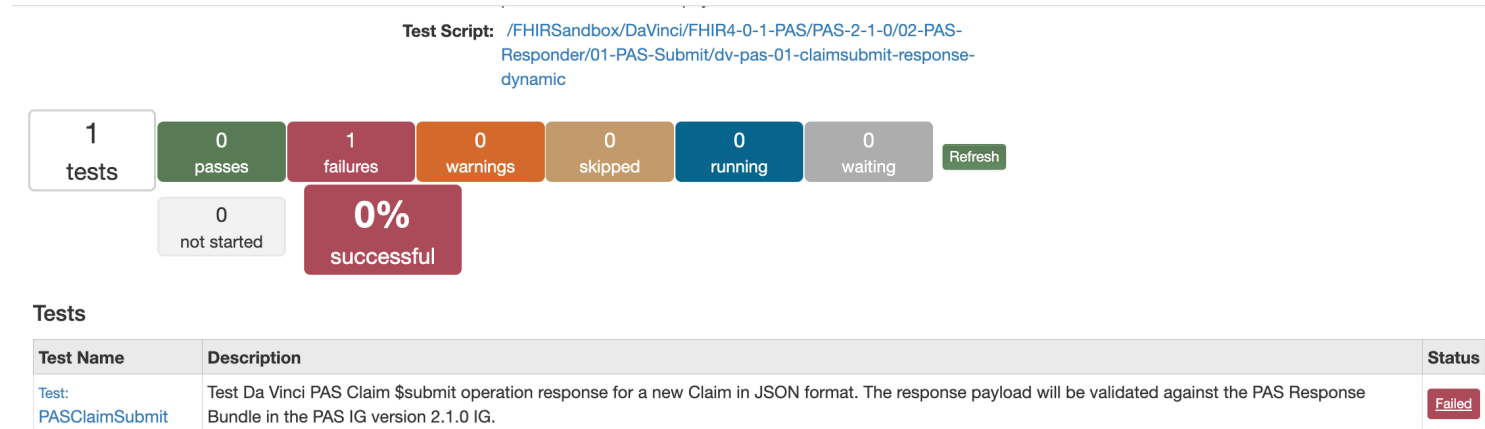 Test Script: /FHIRSandbox/DaVinci/FHIR4-0-1-PAS/PAS-2-1-0/02-PAS-
Responder/01-PAS-Submit/dv-pas-01-claimsubmit-response-
dynamic
1
tests
0
passes
1
failures
0
warnings
0
skipped
0
running
0
waiting
Refresh
0
not started
0%
successful
Tests
Test Name Description Status
Test:
PASClaimSubmit
Test Da Vinci PAS Claim $submit operation response for a new Claim in JSON format. The response payload will be validated against the PAS Response
Bundle in the PAS IG version 2.1.0 IG.
Failed